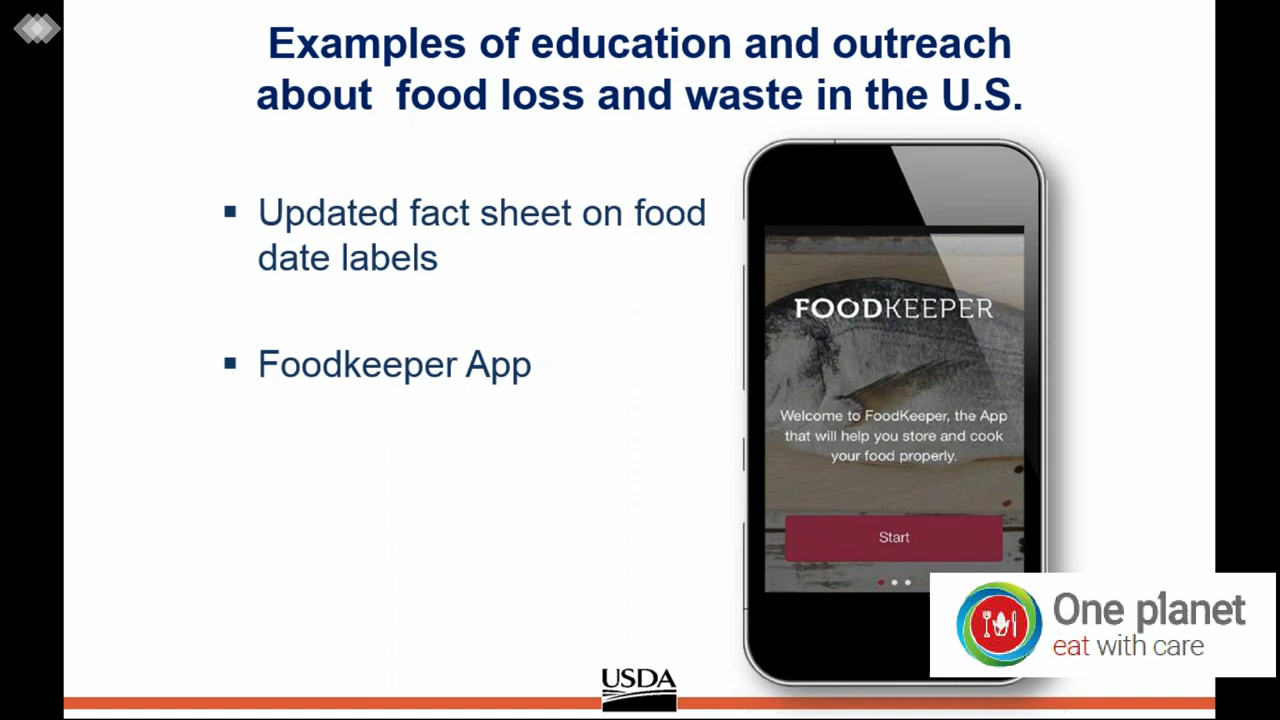 Examples of education and outreach
about  food loss and waste in the U.S.
▪ Updated fact sheet on food
date labels
▪ Foodkeeper App
FOODKEEPER
Welcome to FoodKeeper, the App
that will help you store and cook
your food properly.
Start
One planet
eat with care
USDA